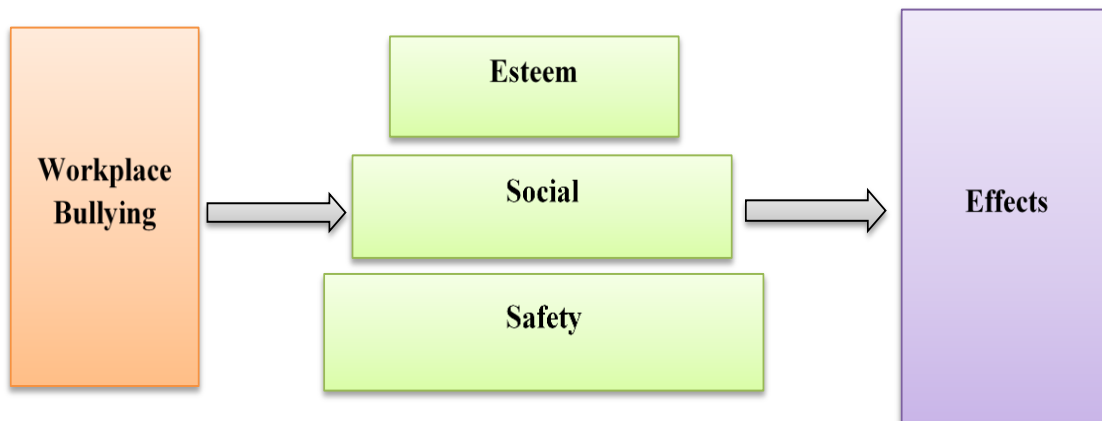 Workplace
Bullying
Esteem
Social
Safety
Effects